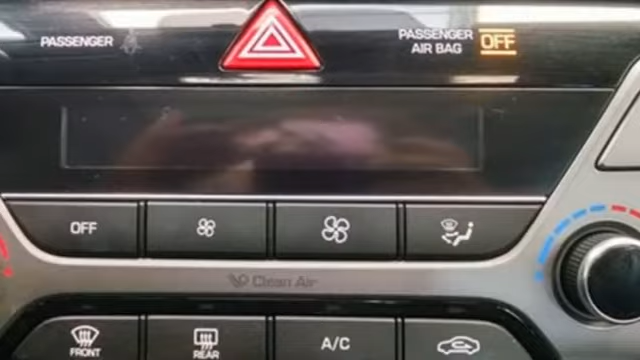 PASSENGER
PASSENGER
AIR BAG
OFF
OFF
Clean Air
FRONT
REAR
A/C